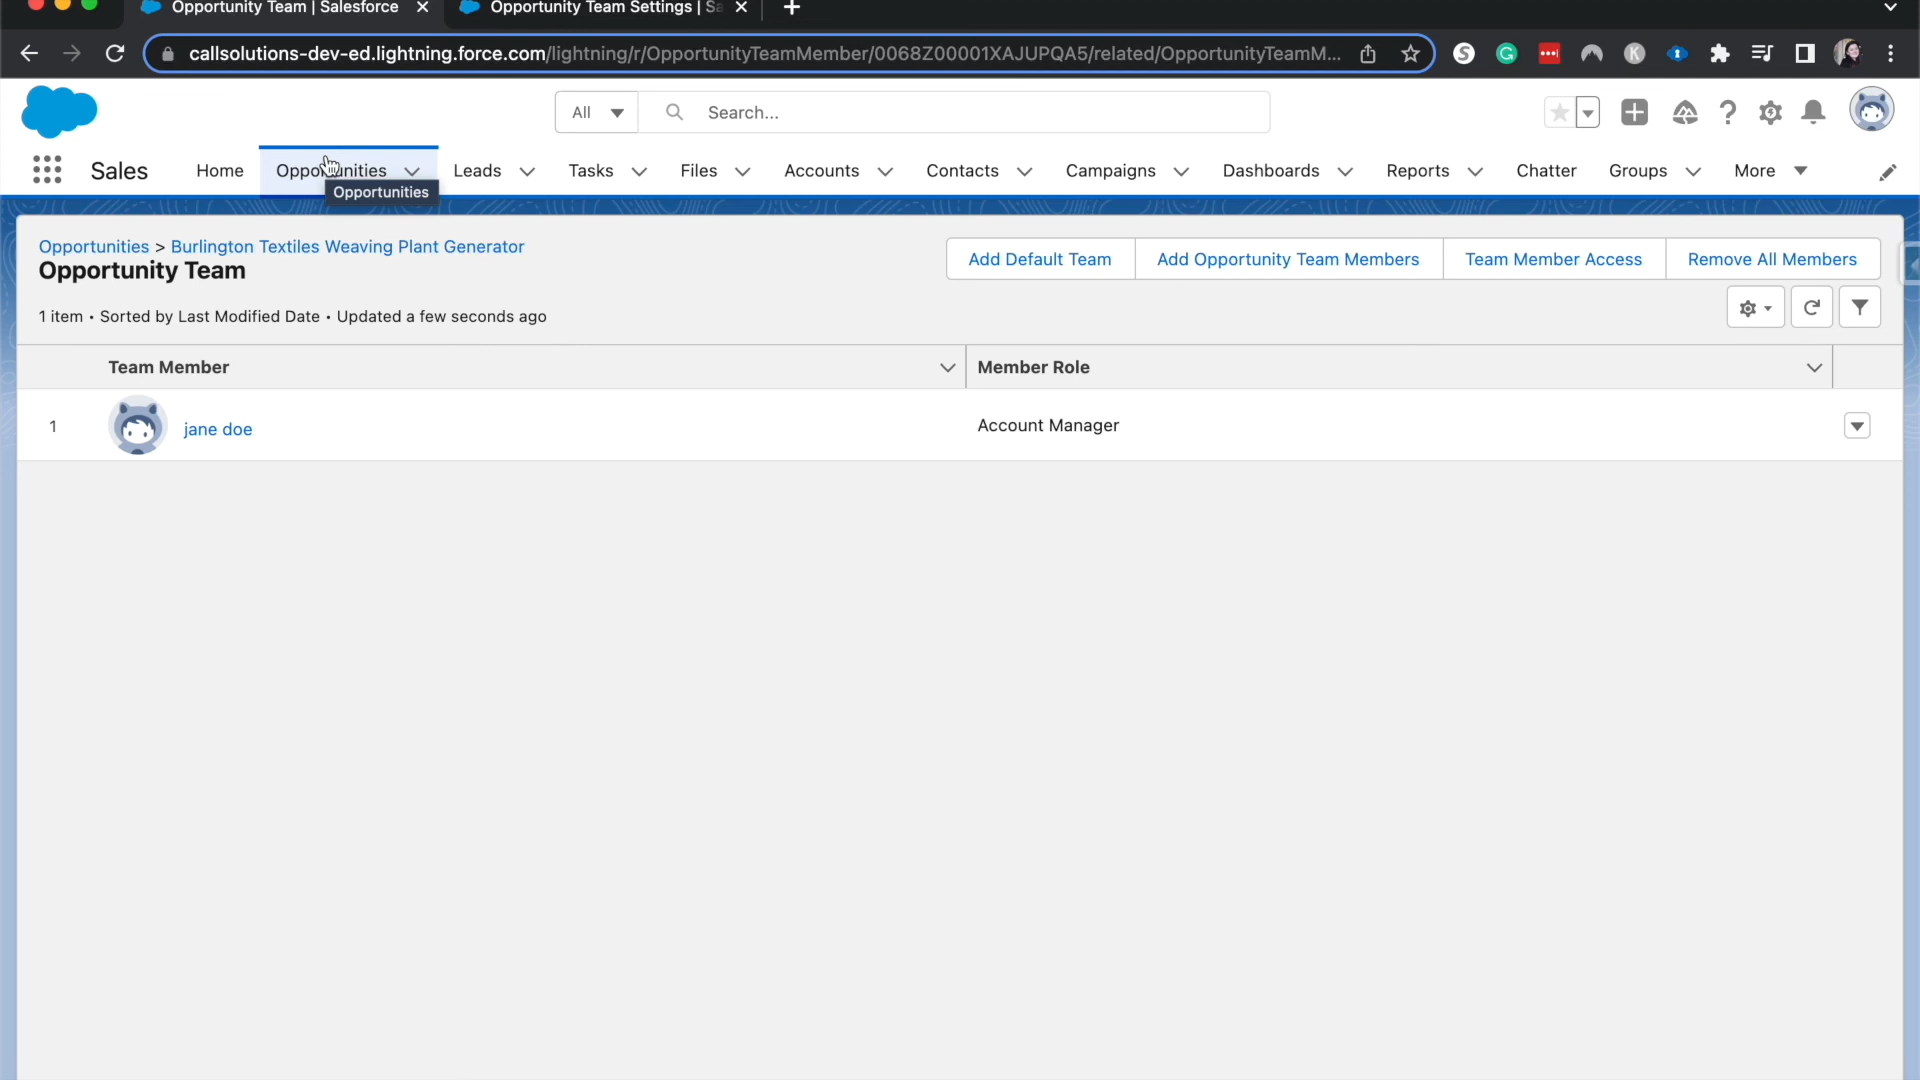 Opportunity Team | Salesforce
Opportunity Team Settings | Sa
callsolutions-dev-ed.lightning.force.com/lightning/r/OpportunityTeamMember/0068Z00001XAJUPQA5/related/OpportunityTeamM...
S G K
All Search...
Sales Home Opportunities Leads Tasks Files Accounts Contacts Campaigns Dashboards Reports Chatter Groups More
Opportunities
Opportunities > Burlington Textiles Weaving Plant Generator
Opportunity Team
Add Default Team Add Opportunity Team Members Team Member Access Remove All Members
1 item • Sorted by Last Modified Date • Updated a few seconds ago
Team Member Member Role
1 jane doe Account Manager